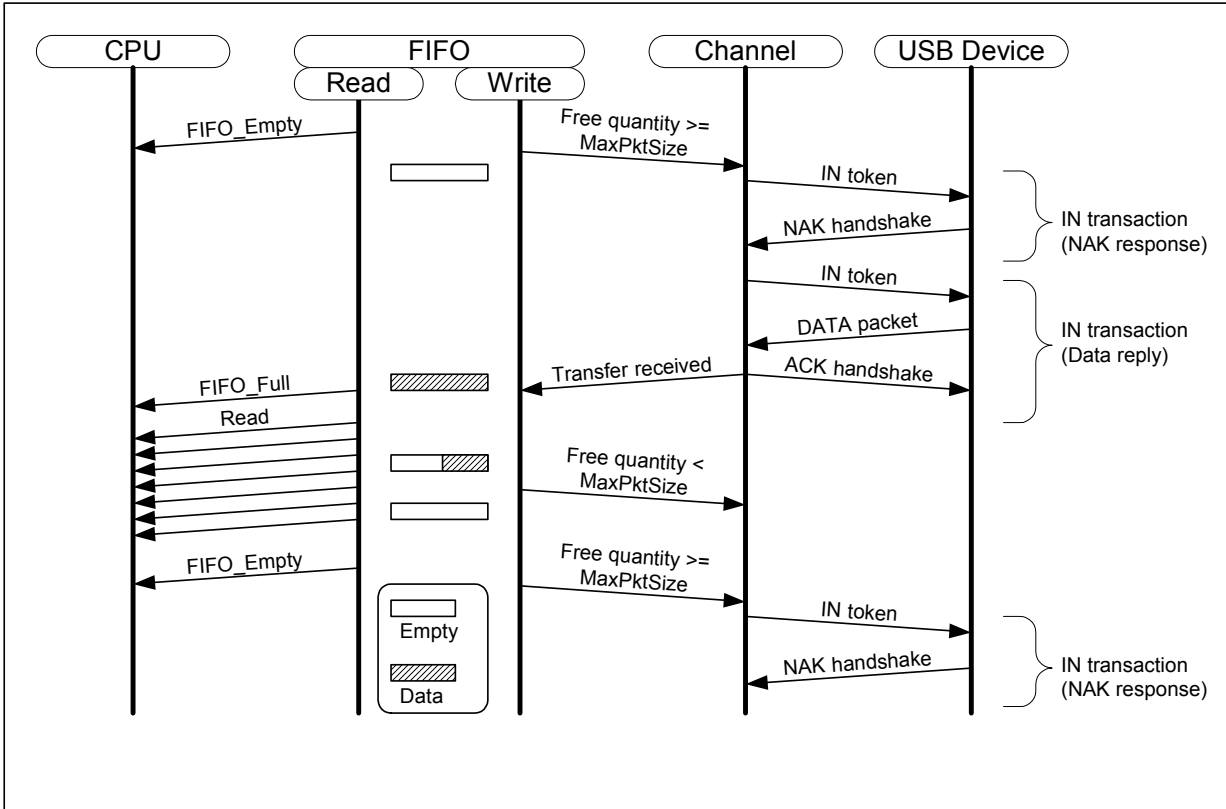 CPU
FIFO
Channel
USB Device
Read
Write
FIFO_Empty
Free quantity >=
MaxPktSize
IN token
NAK handshake
IN transaction
(NAK response)
IN token
DATA packet
IN transaction
(Data reply)
Transfer received
ACK handshake
FIFO_Full
Read
Free quantity <
MaxPktSize
FIFO_Empty
Free quantity >=
MaxPktSize
IN token
Empty
NAK handshake
IN transaction
(NAK response)
Data